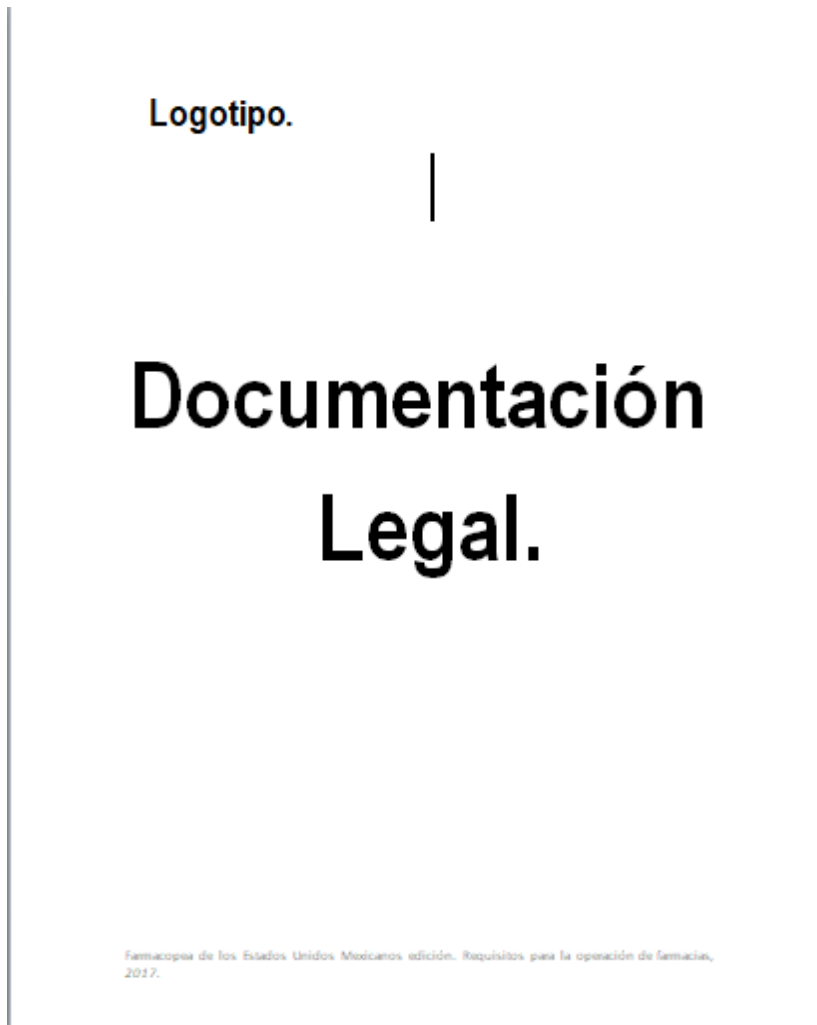 Logotipo.
Documentación
Legal.
Farmacopea de los Estados Unidos Mexicanos edición. Requisitos para la operación de farmacias,
2017.